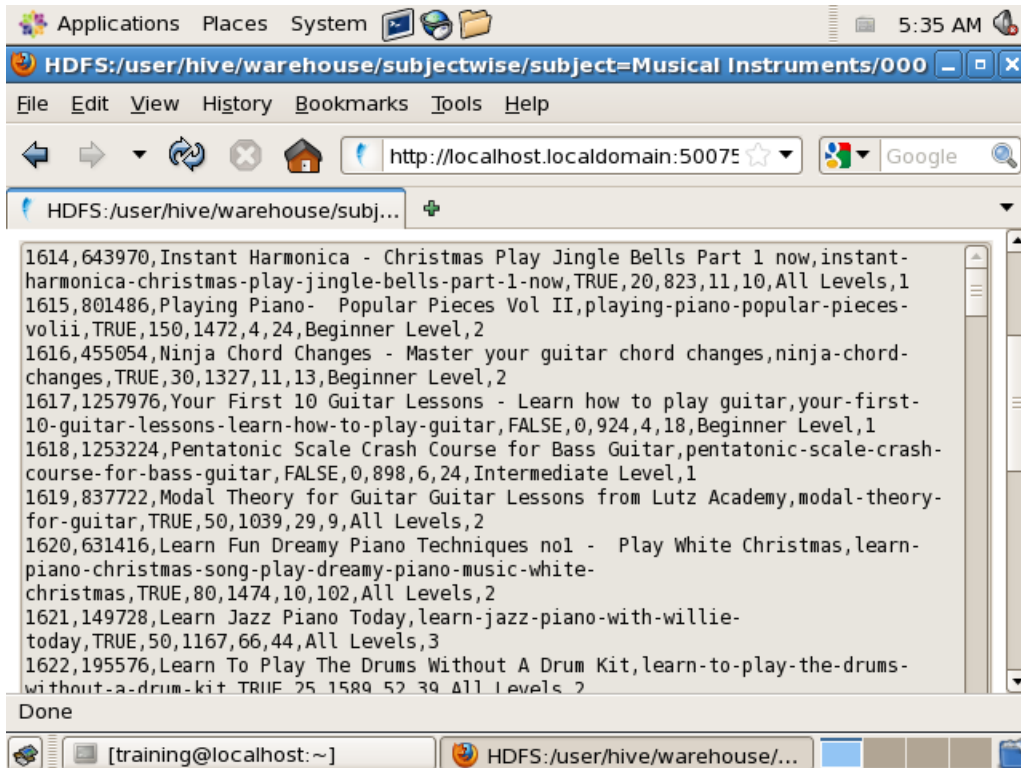 Applications Places System 5:35 AM
HDFS:/user/hive/warehouse/subjectwise/subject=Musical Instruments/000
File Edit View History Bookmarks Tools Help
http://localhost.localdomain:50075 Google
HDFS:/user/hive/warehouse/subj...
1614,643970,Instant Harmonica - Christmas Play Jingle Bells Part 1 now,instant-
harmonica-christmas-play-jingle-bells-part-1-now,TRUE,20,823,11,10,All Levels,1
1615,801486,Playing Piano-  Popular Pieces Vol II,playing-piano-popular-pieces-
volii,TRUE,150,1472,4,24,Beginner Level,2
1616,455054,Ninja Chord Changes - Master your guitar chord changes,ninja-chord-
changes,TRUE,30,1327,11,13,Beginner Level,2
1617,1257976,Your First 10 Guitar Lessons - Learn how to play guitar,your-first-
10-guitar-lessons-learn-how-to-play-guitar,FALSE,0,924,4,18,Beginner Level,1
1618,1253224,Pentatonic Scale Crash Course for Bass Guitar,pentatonic-scale-crash-
course-for-bass-guitar,FALSE,0,898,6,24,Intermediate Level,1
1619,837722,Modal Theory for Guitar Guitar Lessons from Lutz Academy,modal-theory-
for-guitar,TRUE,50,1039,29,9,All Levels,2
1620,631416,Learn Fun Dreamy Piano Techniques no1 -  Play White Christmas,learn-
piano-christmas-song-play-dreamy-piano-music-white-
christmas,TRUE,80,1474,10,102,All Levels,2
1621,149728,Learn Jazz Piano Today,learn-jazz-piano-with-willie-
today,TRUE,50,1167,66,44,All Levels,3
1622,195576,Learn To Play The Drums Without A Drum Kit,learn-to-play-the-drums-
without-a-drum-kit,TRUE,25,1589,52,39,All Levels,2
Done
[training@localhost:~] HDFS:/user/hive/warehouse/...